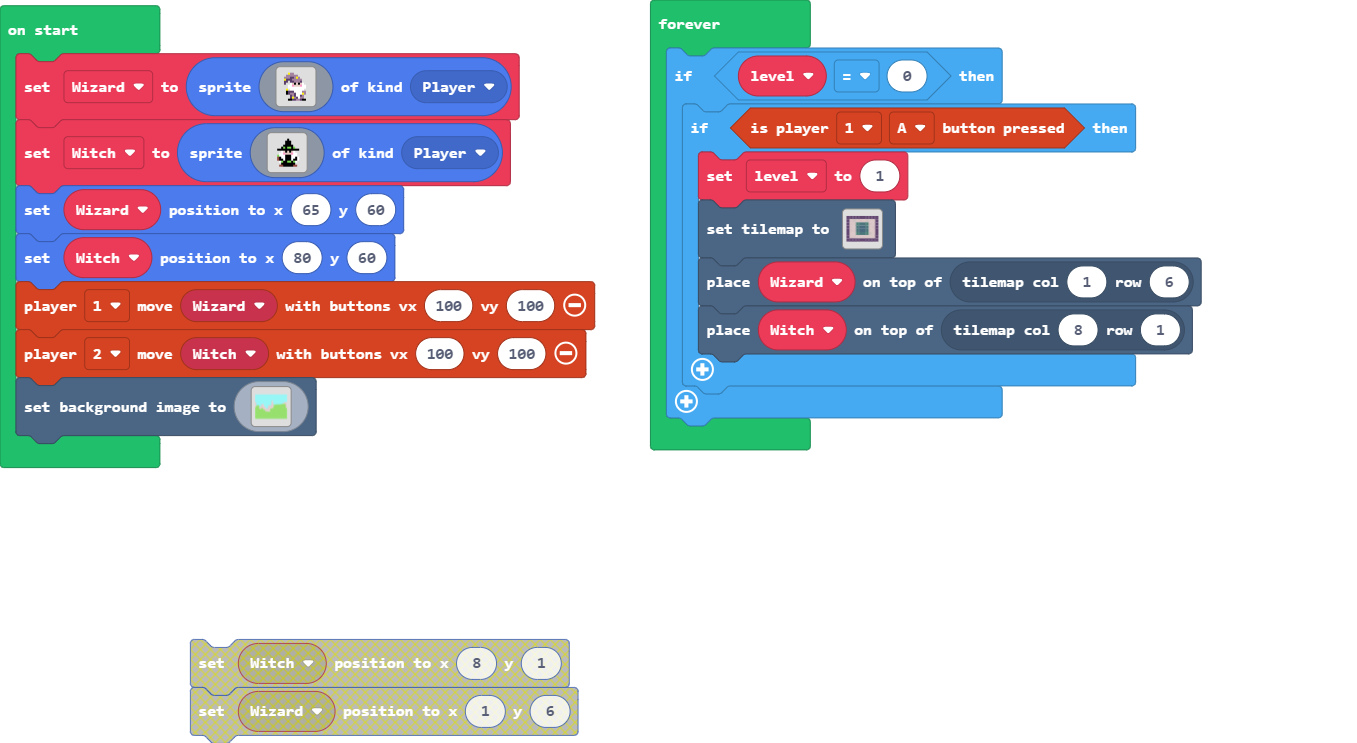 on start
set Wizard to sprite of kind Player
set Witch to sprite of kind Player
set Wizard position to x 65 y 60
set Witch position to x 80 y 60
player 1 move Wizard with buttons vx 100 vy 100
player 2 move Witch with buttons vx 100 vy 100
set background image to
forever
if level = 0 then
if is player 1 A button pressed then
set level to 1
set tilemap to
place Wizard on top of tilemap col 1 row 6
place Witch on top of tilemap col 8 row 1
set Witch position to x 8 y 1
set Wizard position to x 1 y 6